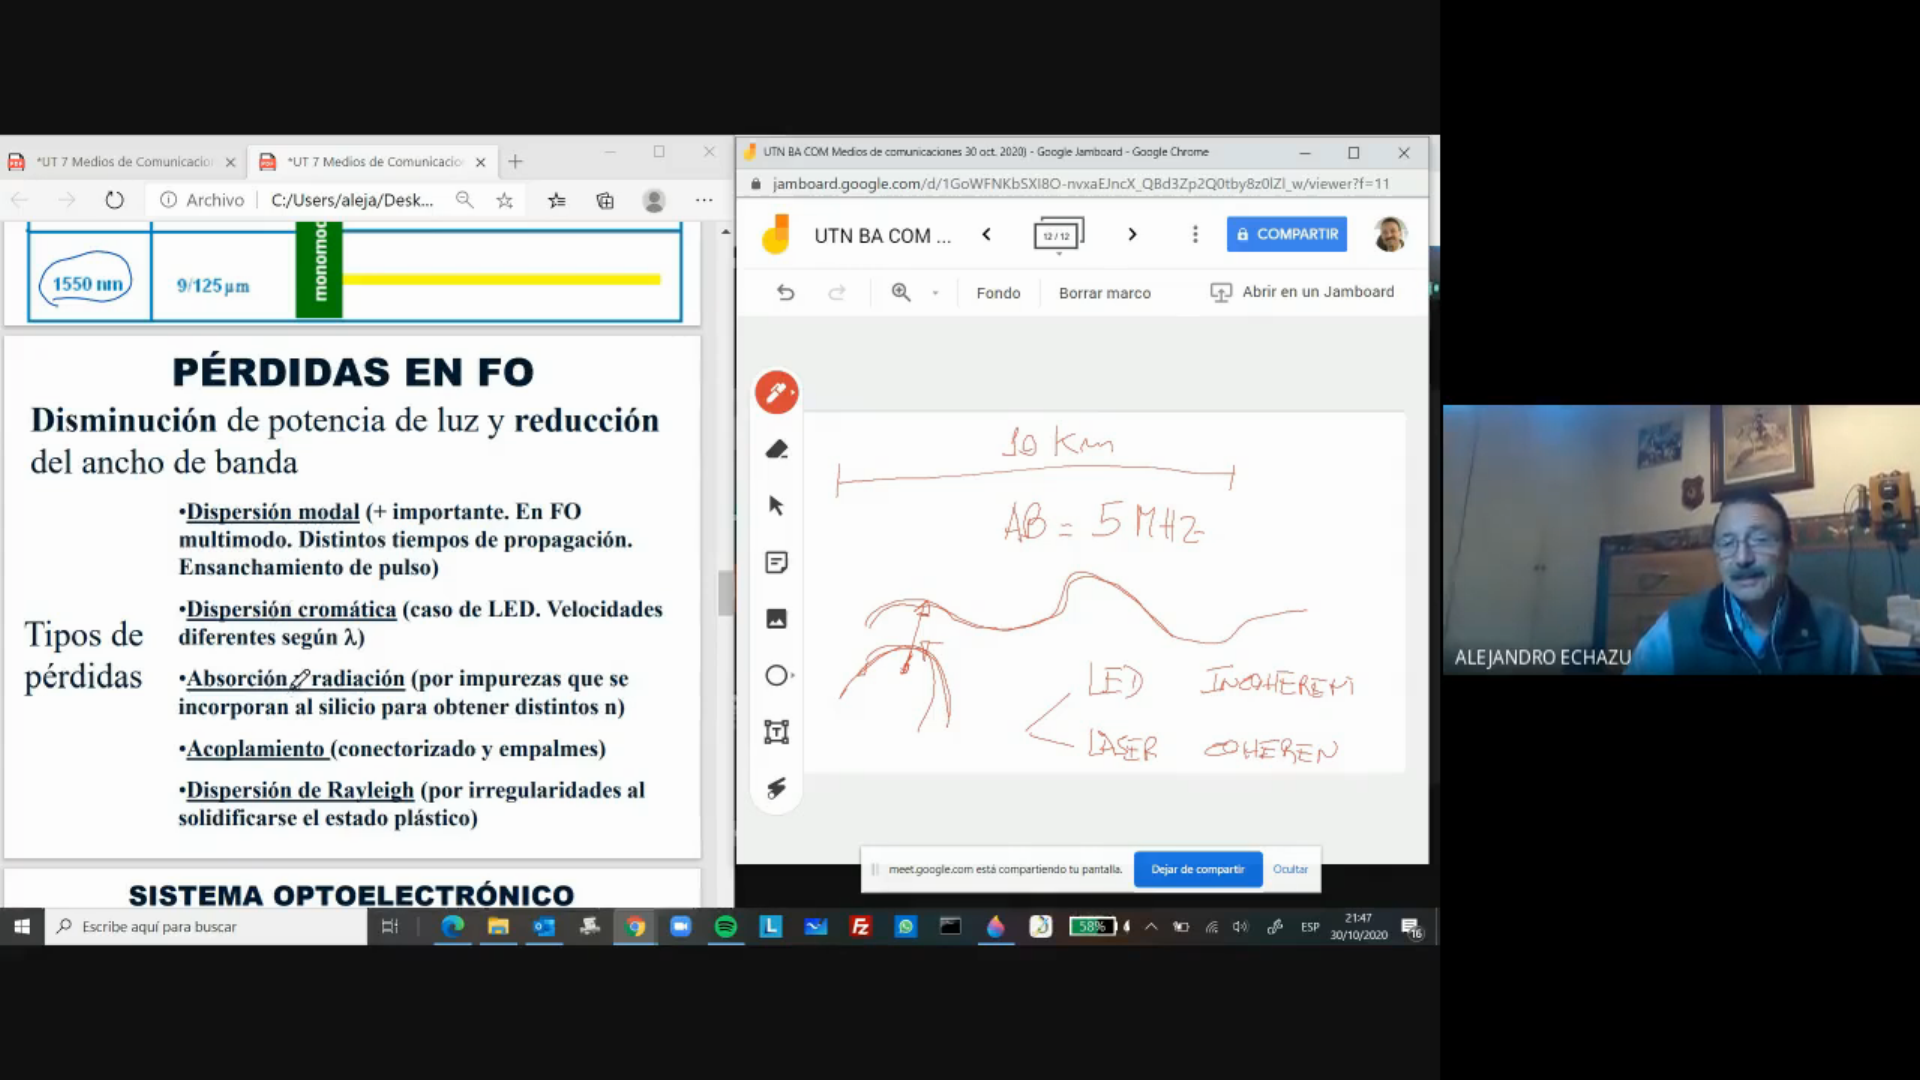 *UT 7 Medios de Comunicacion
*UT 7 Medios de Comunicacio
Archivo
C:/Users/aleja/Desk...
1550 nm
9/125 µm
monomod
PÉRDIDAS EN FO
Disminución de potencia de luz y reducción
del ancho de banda
Tipos de
pérdidas
•Dispersión modal (+ importante. En FO
multimodo. Distintos tiempos de propagación.
Ensanchamiento de pulso)
•Dispersión cromática (caso de LED. Velocidades
diferentes según λ)
•Absorción radiación (por impurezas que se
incorporan al silicio para obtener distintos n)
•Acoplamiento (conectorizado y empalmes)
•Dispersión de Rayleigh (por irregularidades al
solidificarse el estado plástico)
SISTEMA OPTOELECTRÓNICO
UTN BA COM Medios de comunicaciones 30 oct. 2020) - Google Jamboard - Google Chrome
jamboard.google.com/d/1GoWFNKbSXI8O-nvxaEJncX_QBd3Zp2Q0tby8z0lZl_w/viewer?f=11
UTN BA COM ...
12 / 12
COMPARTIR
Fondo
Borrar marco
Abrir en un Jamboard
10 Km
AB = 5 MHZ
LED INCOHERENT
LASER COHEREN
meet.google.com está compartiendo tu pantalla.
Dejar de compartir
Ocultar
ALEJANDRO ECHAZU
Escribe aquí para buscar
58%
ESP
21:47
30/10/2020
16